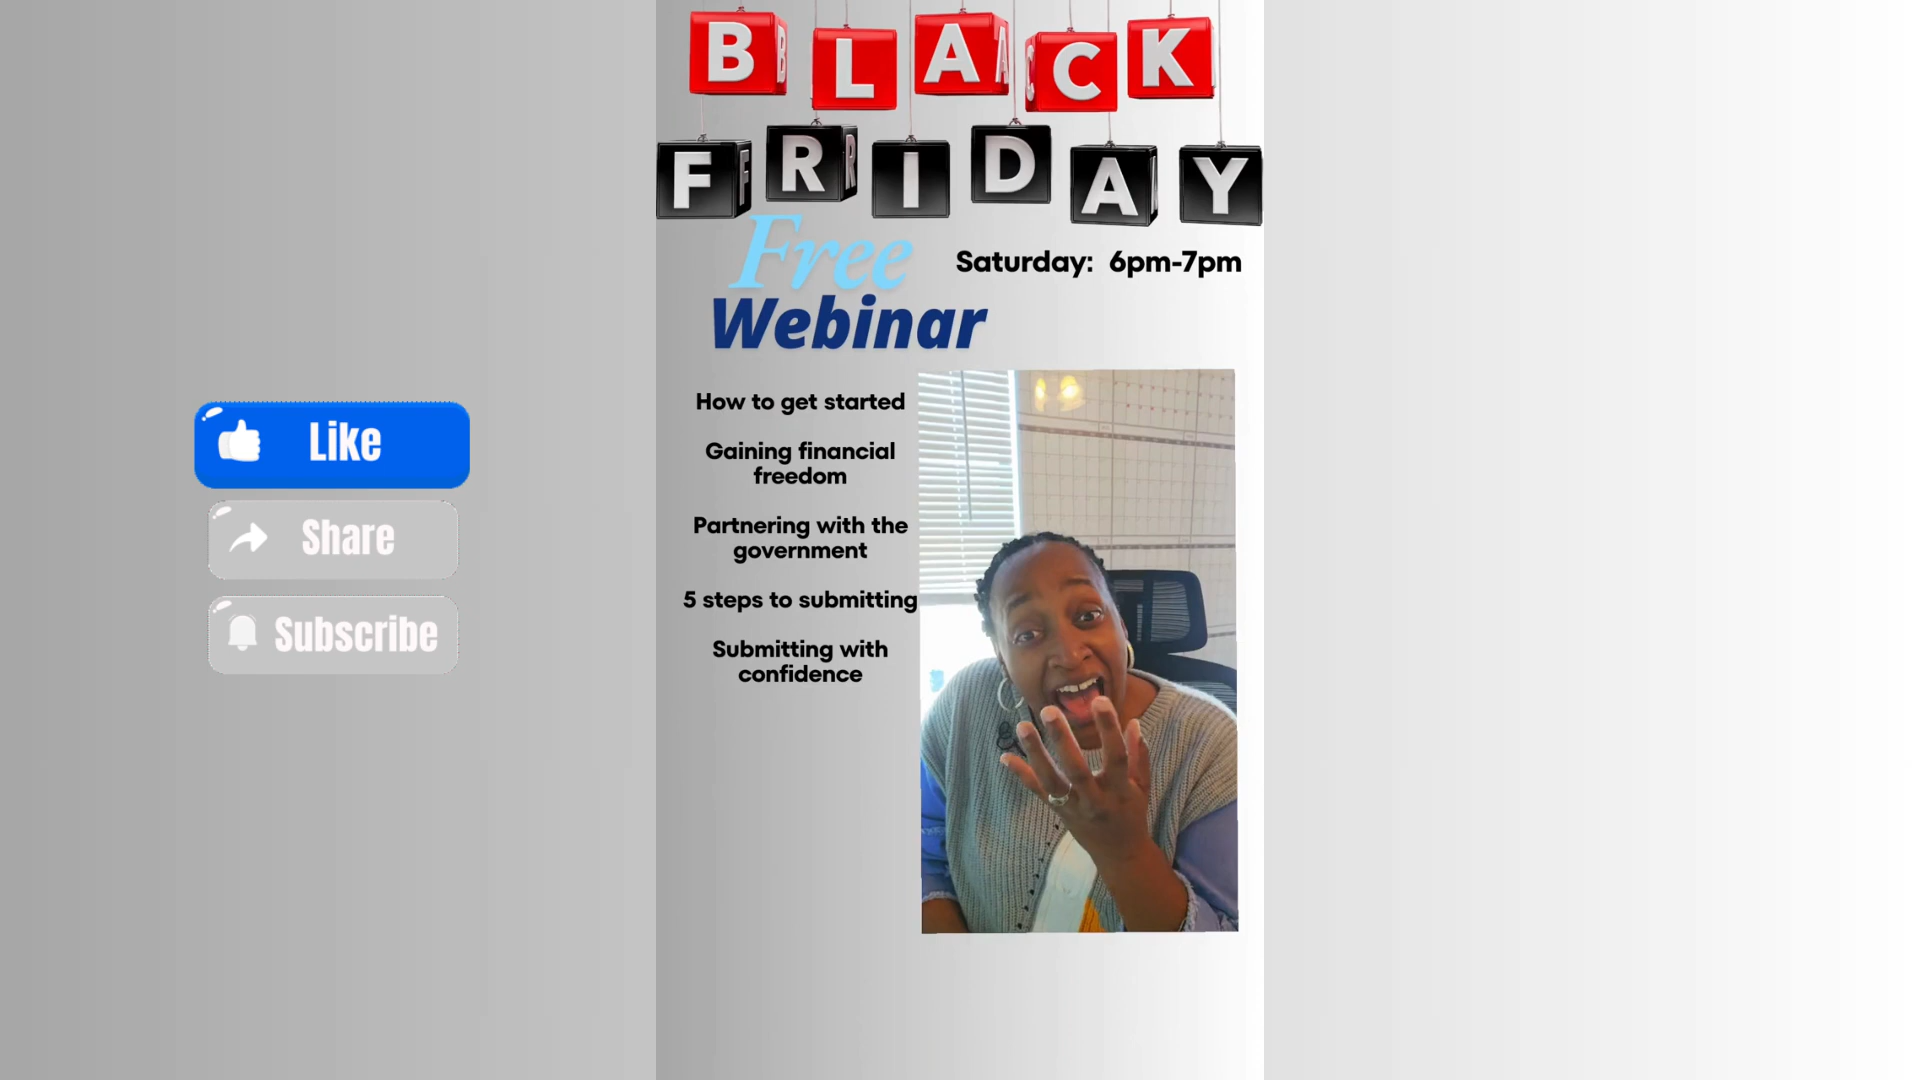 BLACK
FRIDAY
Free
Saturday: 6pm-7pm
Webinar
How to get started
Gaining financial
freedom
Partnering with the
government
5 steps to submitting
Submitting with
confidence
Like
Share
Subscribe